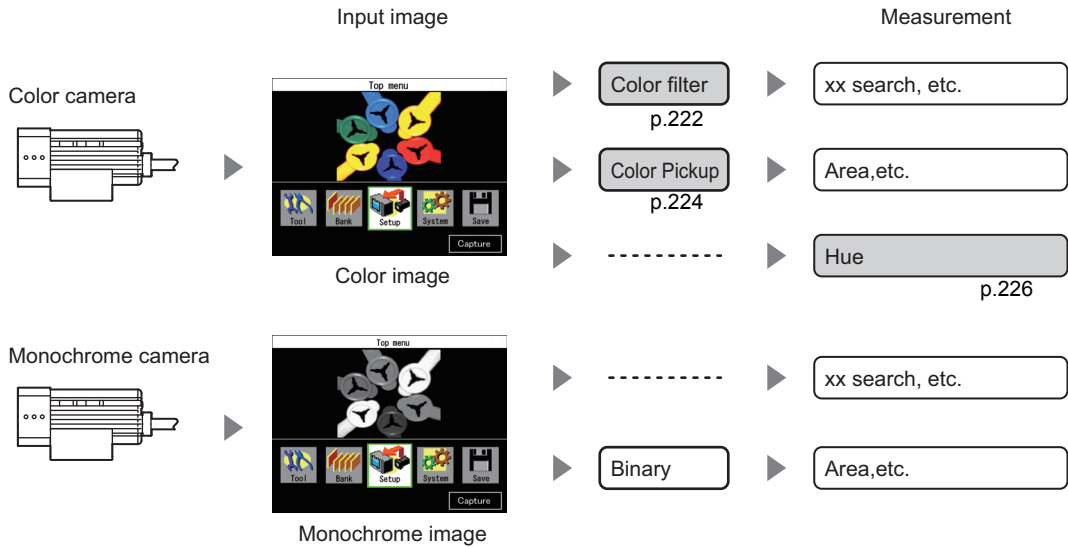 Input image
Measurement
Color camera
Top menu
Tool
Bank
Setup
System
Save
Capture
Color image
Color filter
p.222
xx search, etc.
Color Pickup
p.224
Area,etc.
Hue
p.226
Monochrome camera
Top menu
Tool
Bank
Setup
System
Save
Capture
Monochrome image
xx search, etc.
Binary
Area,etc.